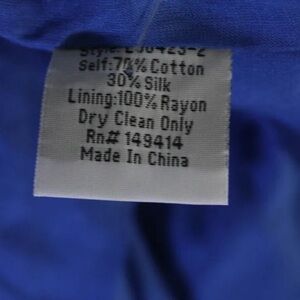 Self: 70% Cotton
30% Silk
Lining:100% Rayon
Dry Clean Only
Rn# 149414
Made In China